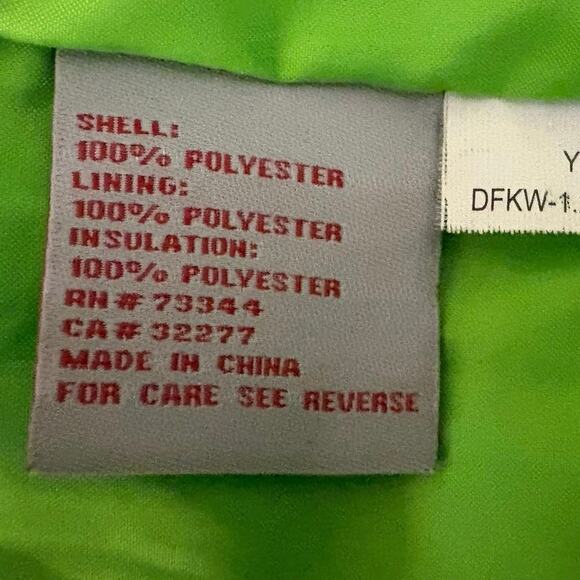 SHELL:
100% POLYESTER
LINING:
100% POLYESTER
INSULATION:
100% POLYESTER
RN# 73344
CA# 32277
MADE IN CHINA
FOR CARE SEE REVERSE
Y
DFKW-1.